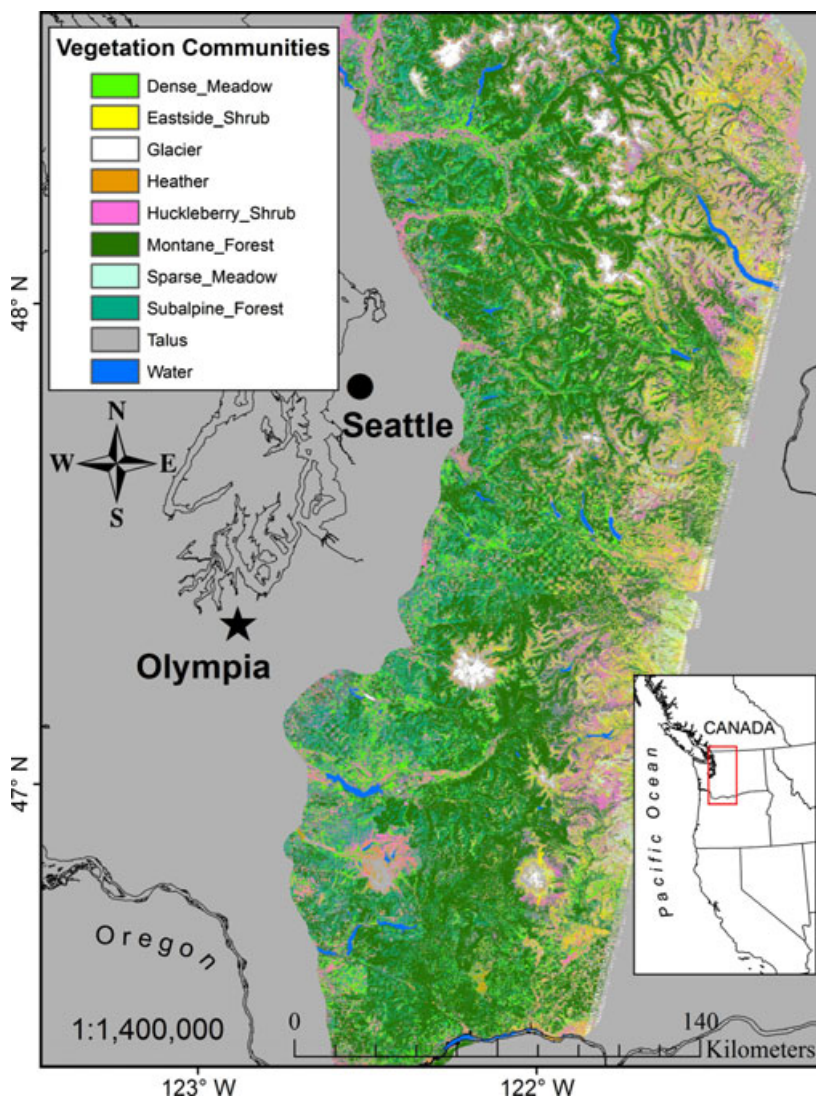 Vegetation Communities
Dense_Meadow
Eastside_Shrub
Glacier
Heather
Huckleberry_Shrub
Montane_Forest
Sparse_Meadow
Subalpine_Forest
Talus
Water
48° N
Seattle
N
W E
S
Olympia
CANADA
Pacific Ocean
47° N
Oregon
1:1,400,000
0 140
Kilometers
123° W 122° W